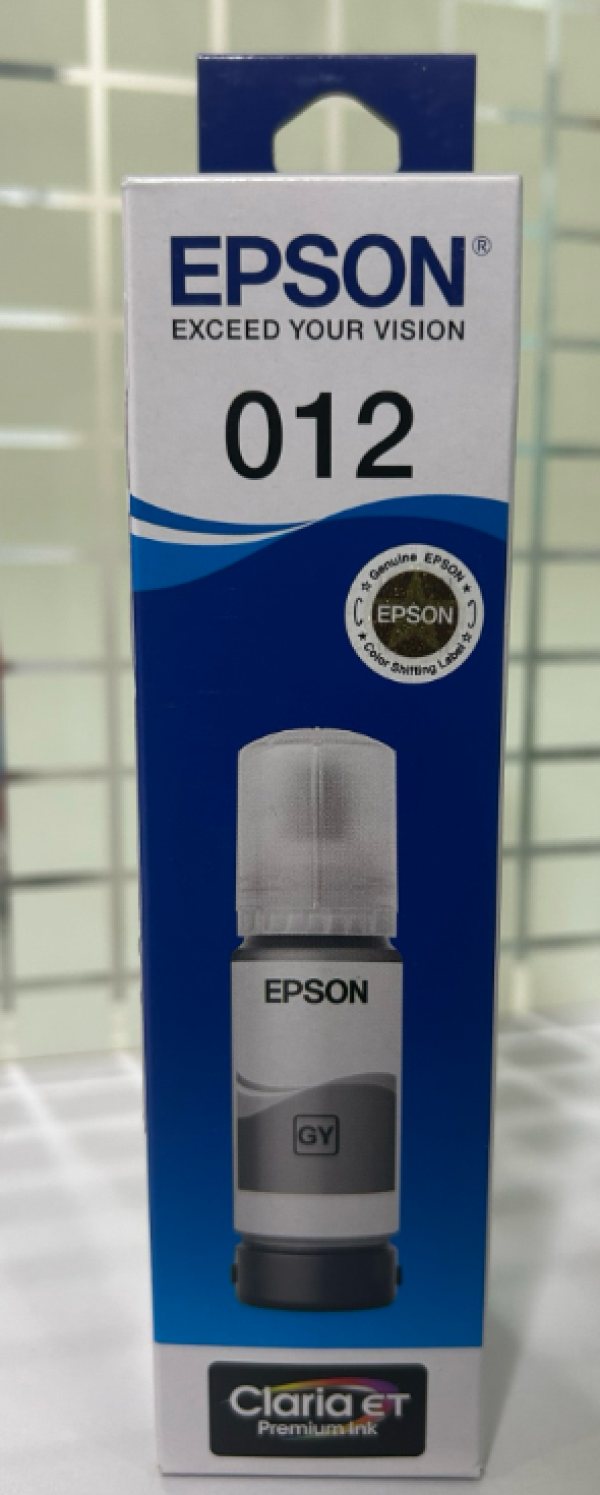 EPSON®
EXCEED YOUR VISION
012
Genuine EPSON
EPSON
Color Shifting Label
EPSON
GY
Claria ET
Premium Ink